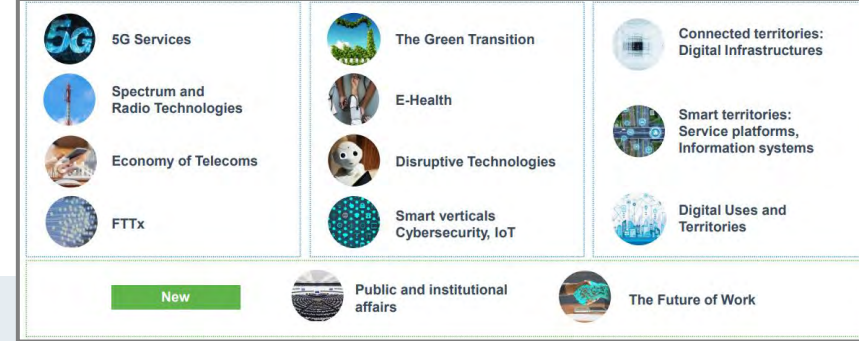 5G
5G Services
Spectrum and
Radio Technologies
Economy of Telecoms
FTTx
The Green Transition
E-Health
Disruptive Technologies
Smart verticals
Cybersecurity, IoT
Connected territories:
Digital Infrastructures
Smart territories:
Service platforms,
Information systems
Digital Uses and
Territories
New
Public and institutional
affairs
The Future of Work